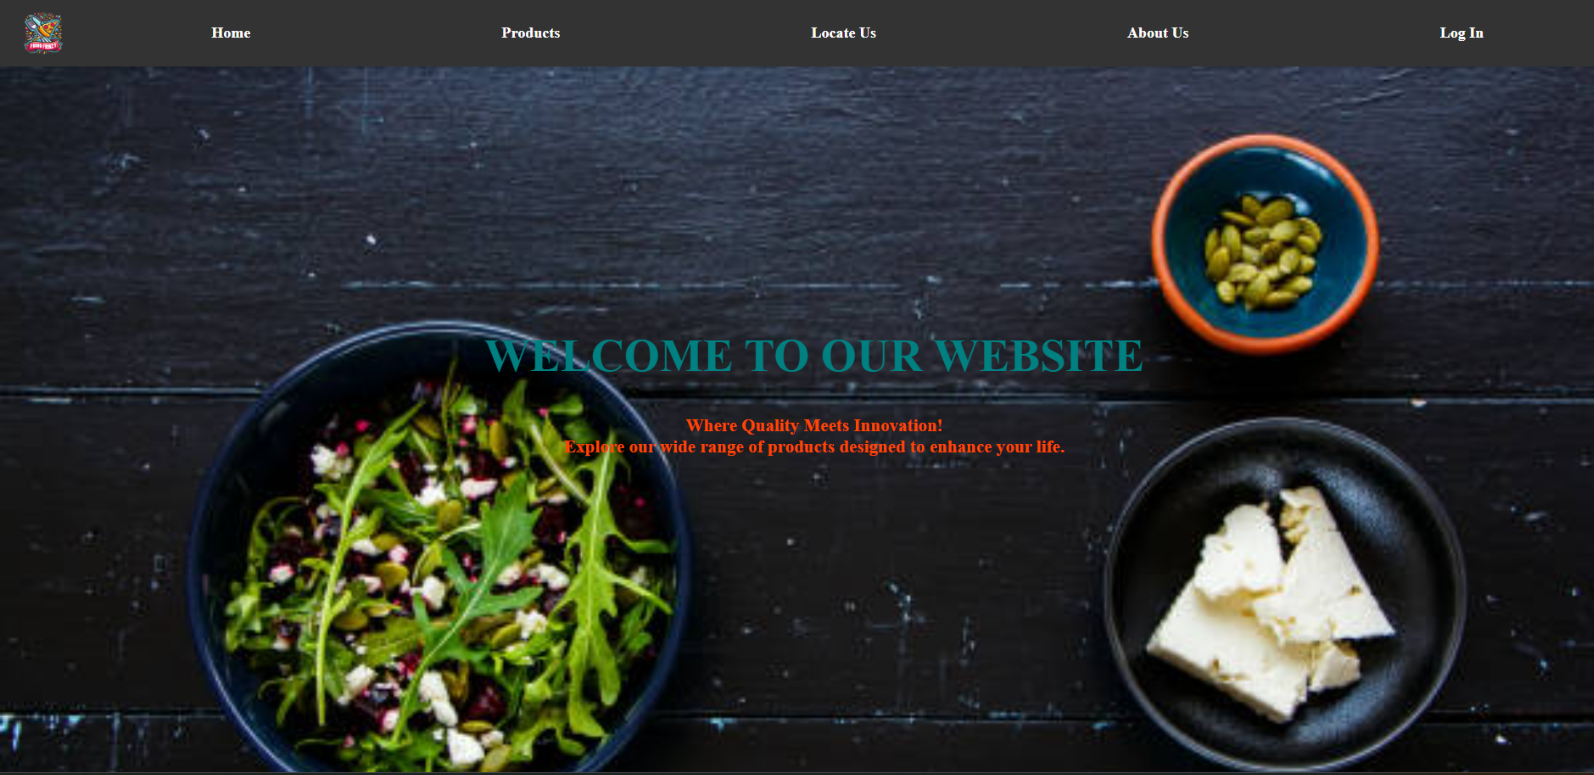 Home
Products
Locate Us
About Us
Log In
WELCOME TO OUR WEBSITE
Where Quality Meets Innovation!
Explore our wide range of products designed to enhance your life.